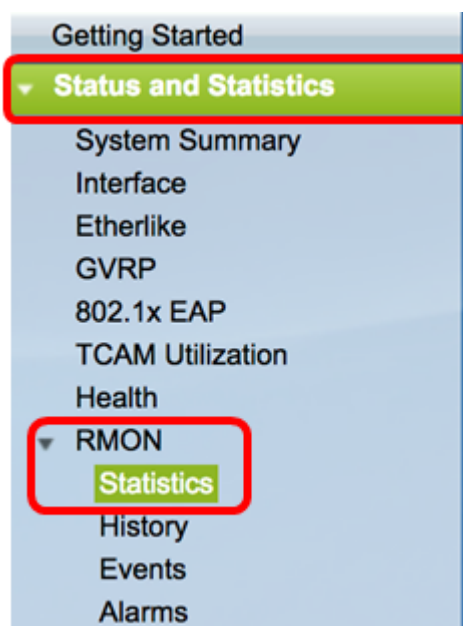 Getting Started
Status and Statistics
System Summary
Interface
Etherlike
GVRP
802.1x EAP
TCAM Utilization
Health
RMON
Statistics
History
Events
Alarms